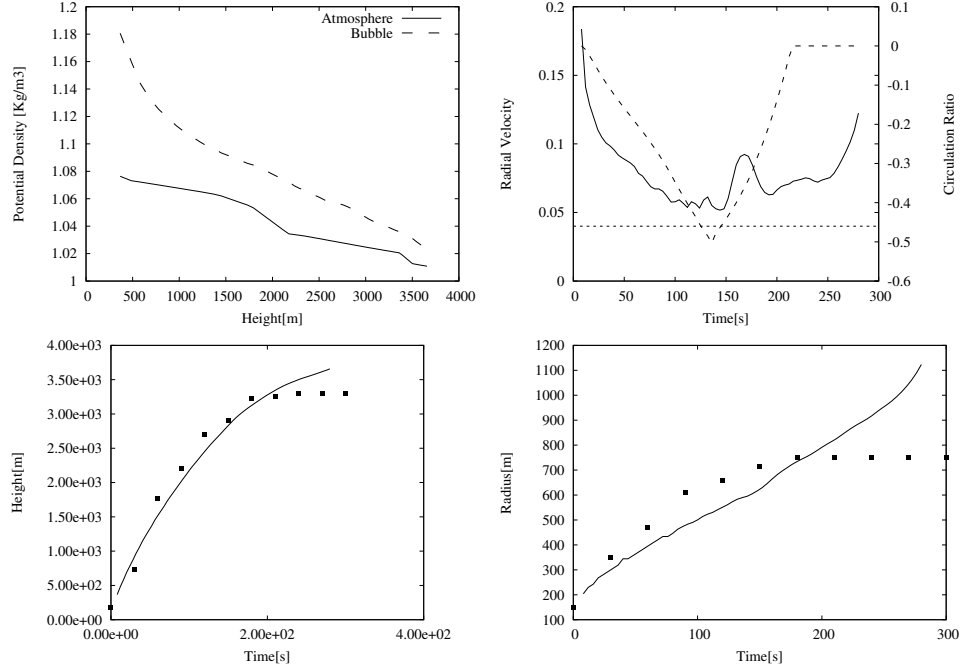 Potential Density [Kg/m3]
1.2
1.18
1.16
1.14
1.12
1.1
1.08
1.06
1.04
1.02
1
Atmosphere
Bubble
0 500 1000 1500 2000 2500 3000 3500 4000
Height[m]
Radial Velocity
0.2
0.15
0.1
0.05
0
0.1
0
-0.1
-0.2
-0.3
-0.4
-0.5
-0.6
Circulation Ratio
0 50 100 150 200 250 300
Time[s]
Height[m]
4.00e+03
3.50e+03
3.00e+03
2.50e+03
2.00e+03
1.50e+03
1.00e+03
5.00e+02
0.00e+00
0.00e+00 2.00e+02 4.00e+02
Time[s]
Radius[m]
1200
1100
1000
900
800
700
600
500
400
300
200
100
0 100 200 300
Time[s]